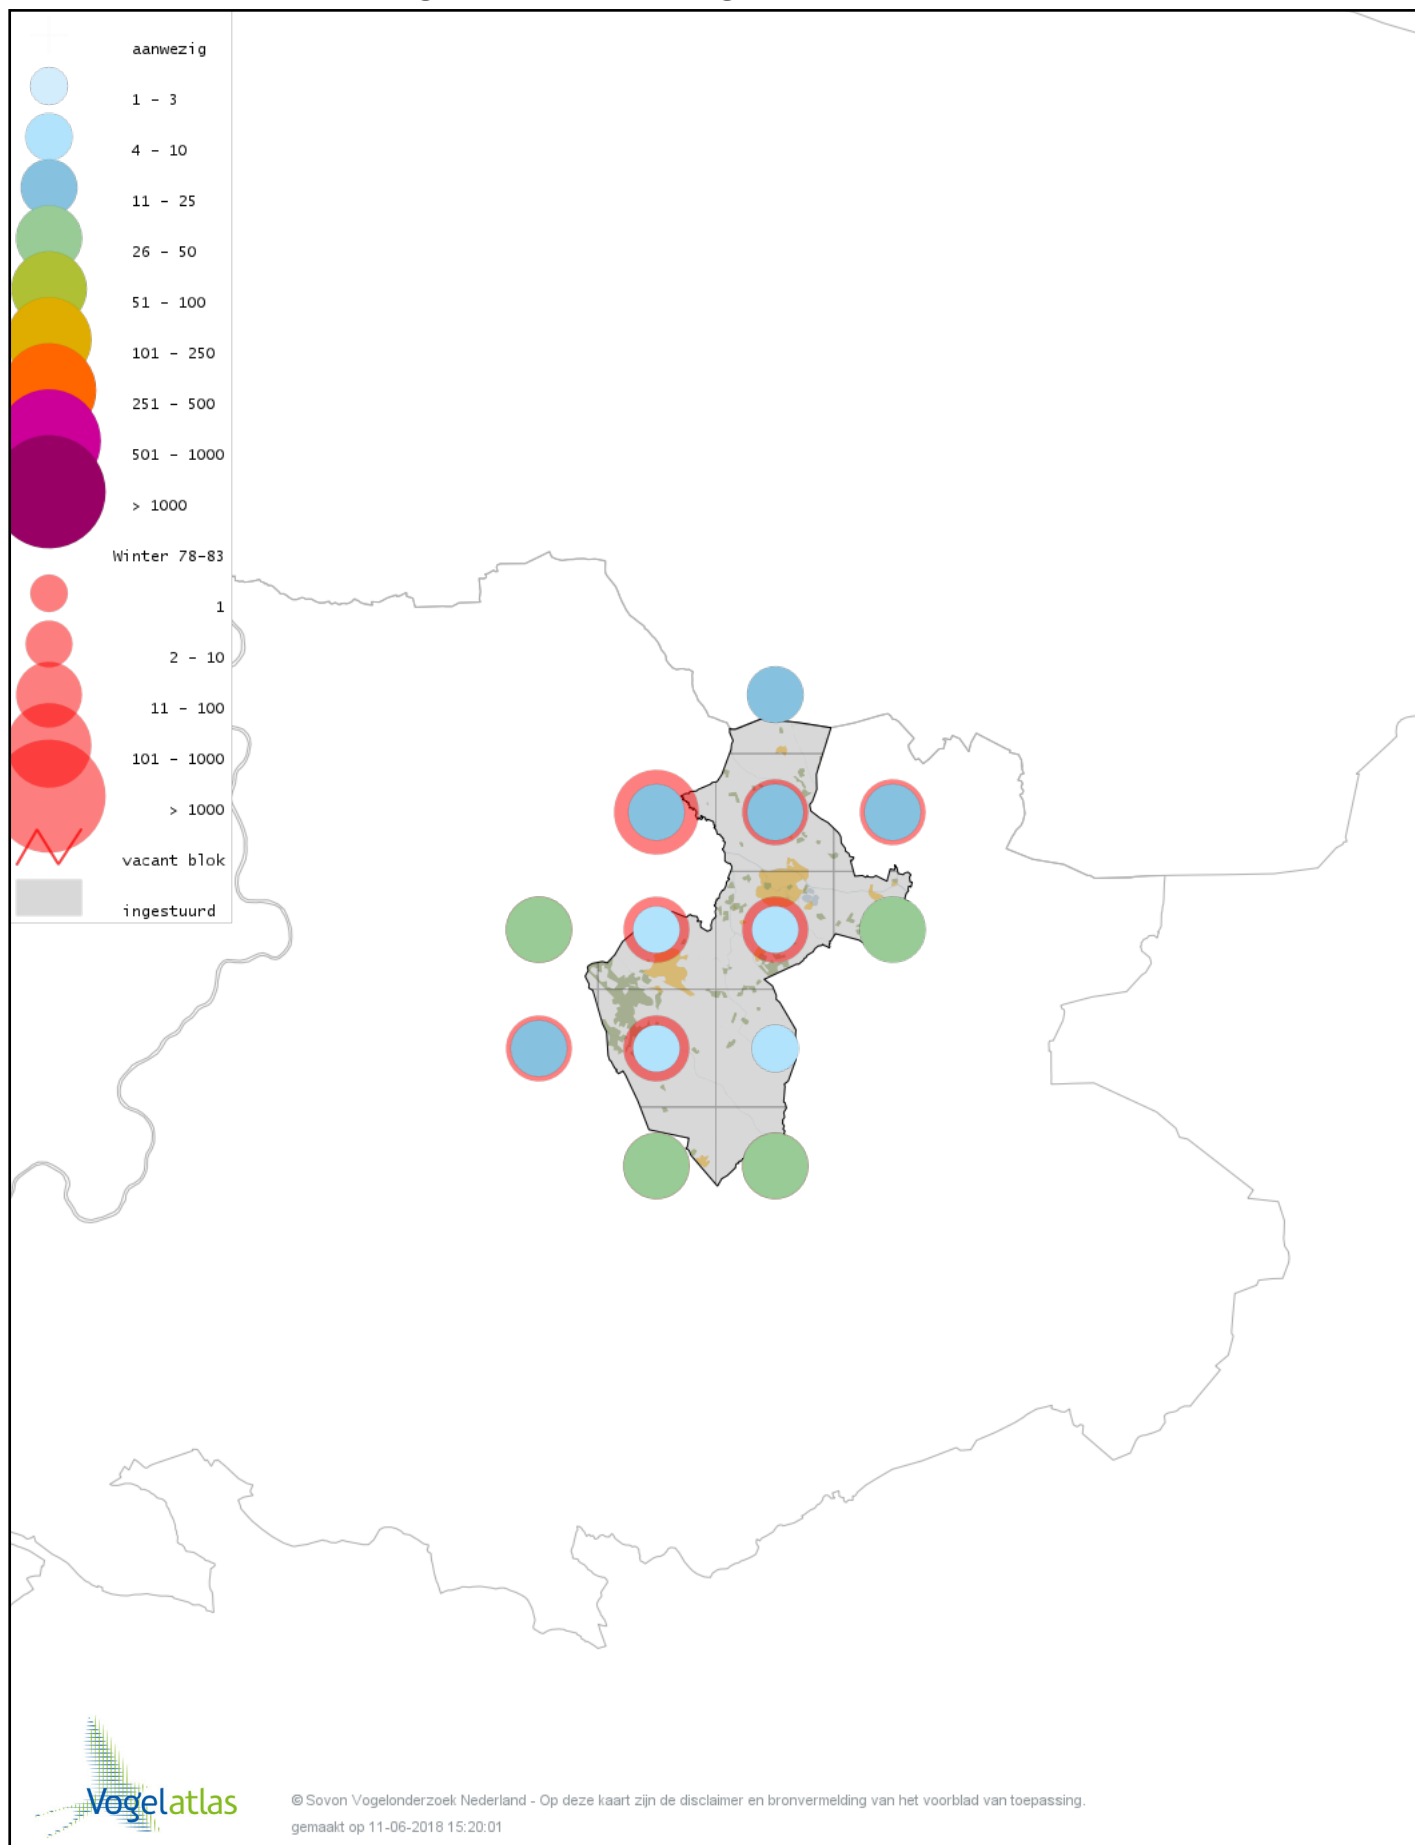 aanwezig
1 - 3
4 - 10
11 - 25
26 - 50
51 - 100
101 - 250
251 - 500
501 - 1000
> 1000
Winter 78-83
1
2 - 10
11 - 100
101 - 1000
> 1000
vacant blok
ingestuurd
Vogelatlas
© Sovon Vogelonderzoek Nederland - Op deze kaart zijn de disclaimer en bronvermelding van het voorblad van toepassing.
gemaakt op 11-06-2018 15:20:01